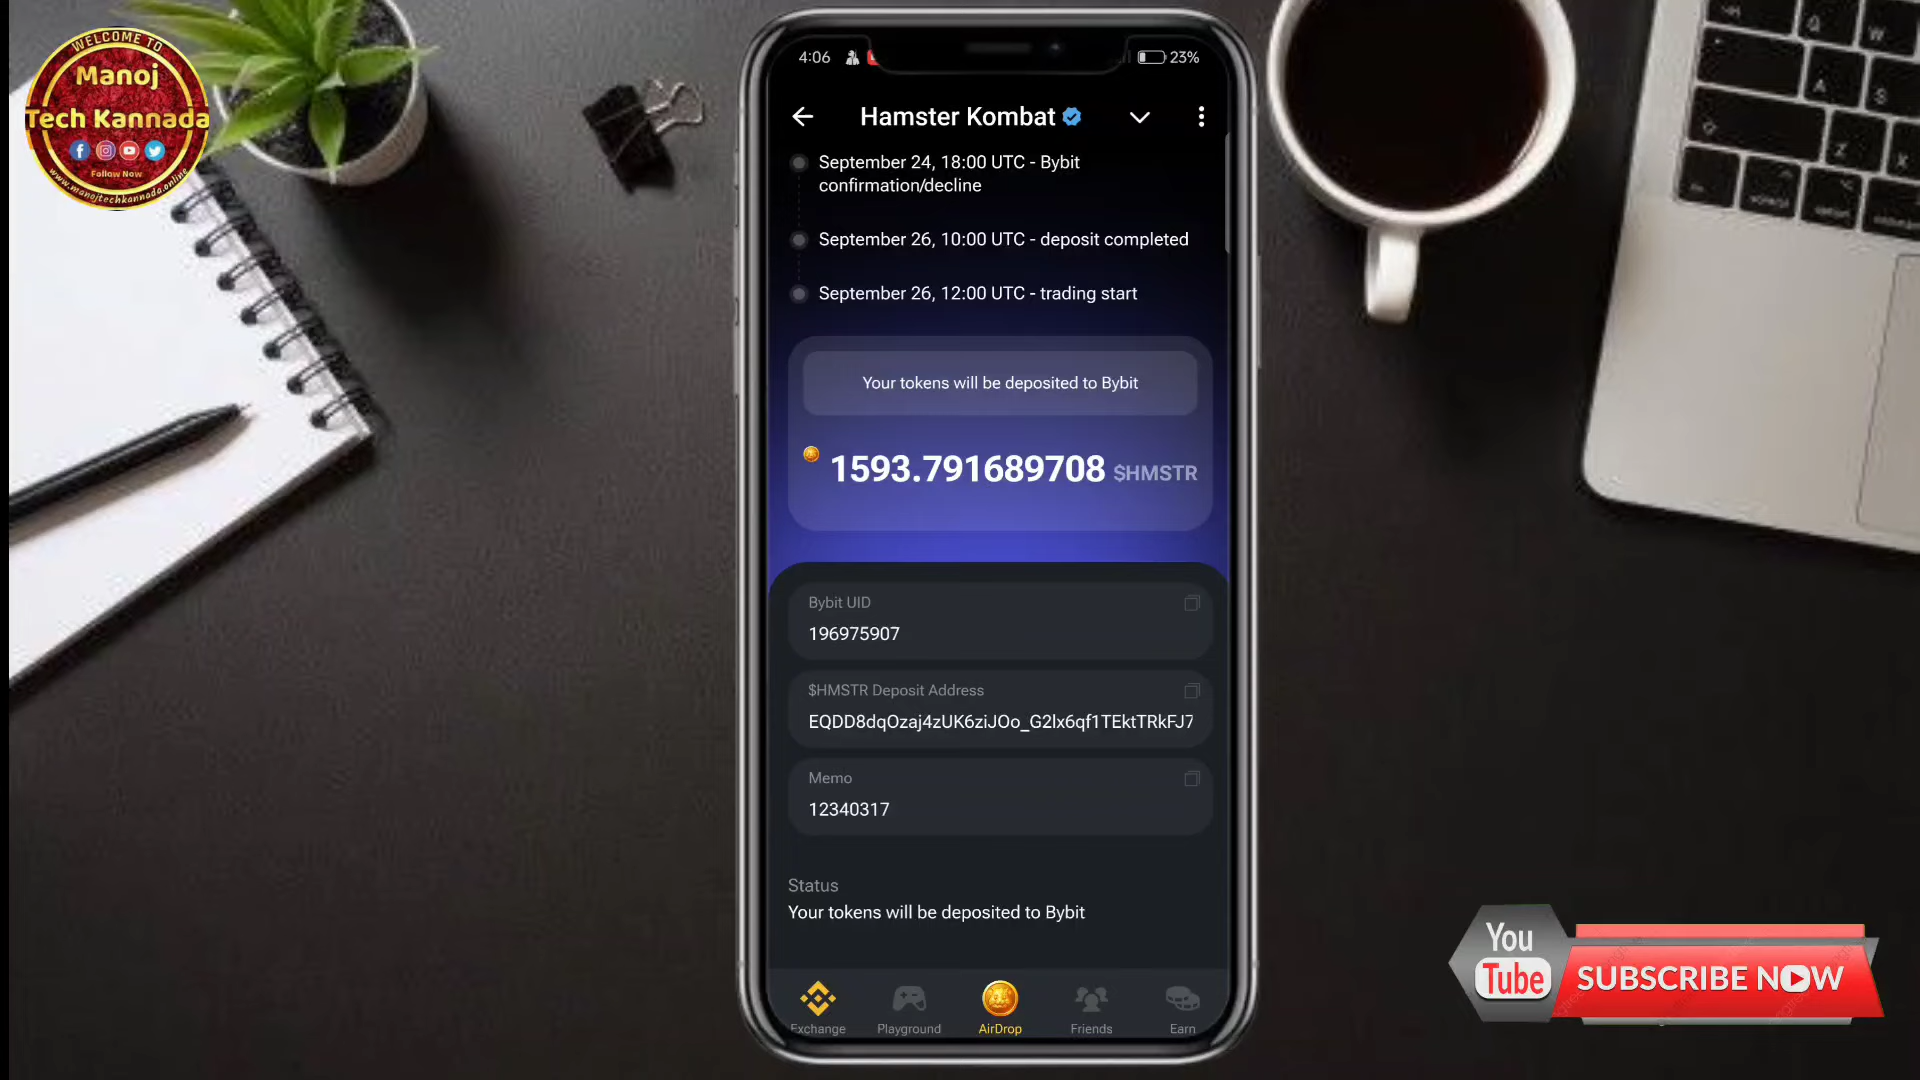 WELCOME TO
Manoj
Tech Kannada
Follow Now
www.manojtechkannada.online
4:06
23%
Hamster Kombat
September 24, 18:00 UTC - Bybit
confirmation/decline
September 26, 10:00 UTC - deposit completed
September 26, 12:00 UTC - trading start
Your tokens will be deposited to Bybit
1593.791689708 $HMSTR
Bybit UID
196975907
$HMSTR Deposit Address
EQDD8dqOzaj4zUK6ziJOo_G2lx6qf1TEktTRkFJ7
Memo
12340317
Status
Your tokens will be deposited to Bybit
Exchange
Playground
AirDrop
Friends
Earn
You
Tube
SUBSCRIBE NOW